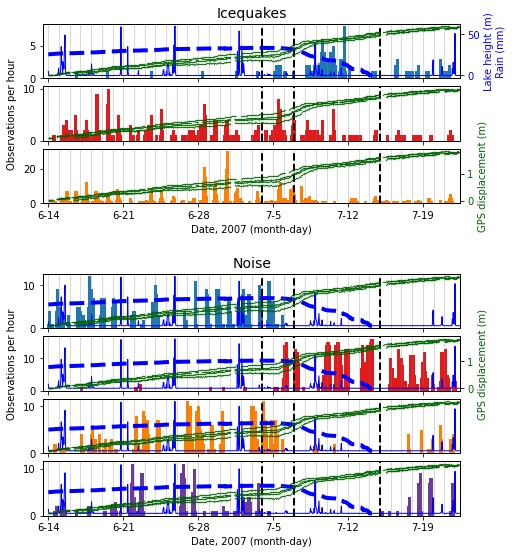 Icequakes
5
0
50
0
Lake height (m)
Rain (mm)
10
0
Observations per hour
20
0
1
0
GPS displacement (m)
6-14 6-21 6-28 7-5 7-12 7-19
Date, 2007 (month-day)
Noise
10
0
Observations per hour
10
0
1
0
GPS displacement (m)
10
0
10
0
6-14 6-21 6-28 7-5 7-12 7-19
Date, 2007 (month-day)